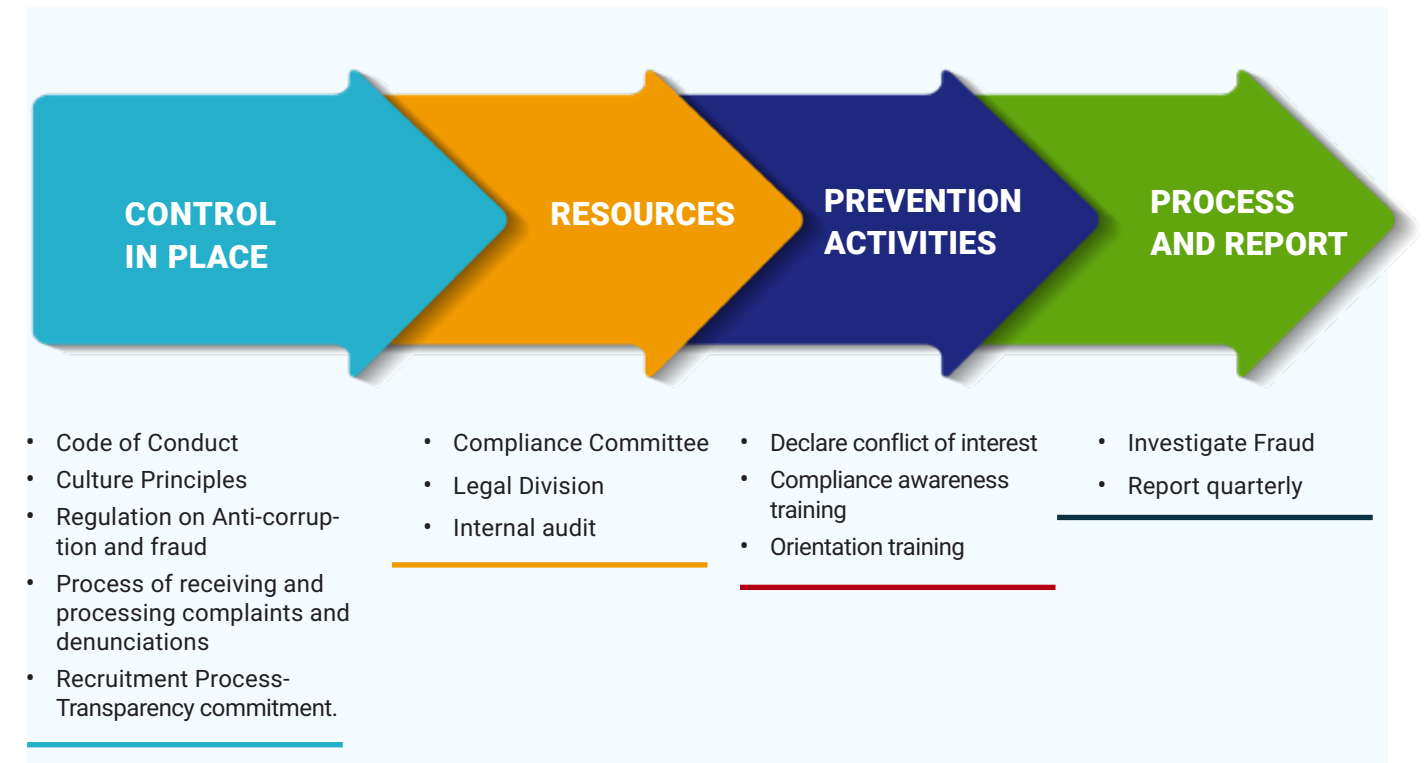 CONTROL
IN PLACE
RESOURCES
PREVENTION
ACTIVITIES
PROCESS
AND REPORT
• Code of Conduct
• Culture Principles
• Regulation on Anti-corrup-
tion and fraud
• Process of receiving and
processing complaints and
denunciations
• Recruitment Process-
Transparency commitment.
• Compliance Committee
• Legal Division
• Internal audit
• Declare conflict of interest
• Compliance awareness
training
• Orientation training
• Investigate Fraud
• Report quarterly